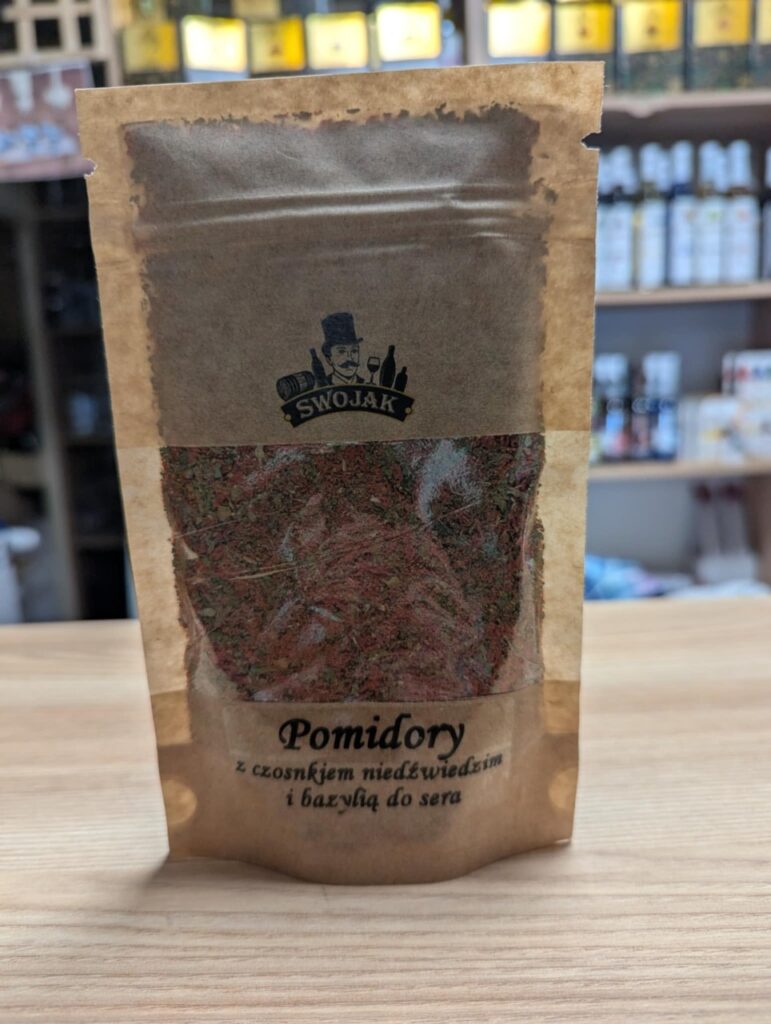 SWOJAK
Pomidory
z czosnkjem niedźwiedzim
i bazylią do sera